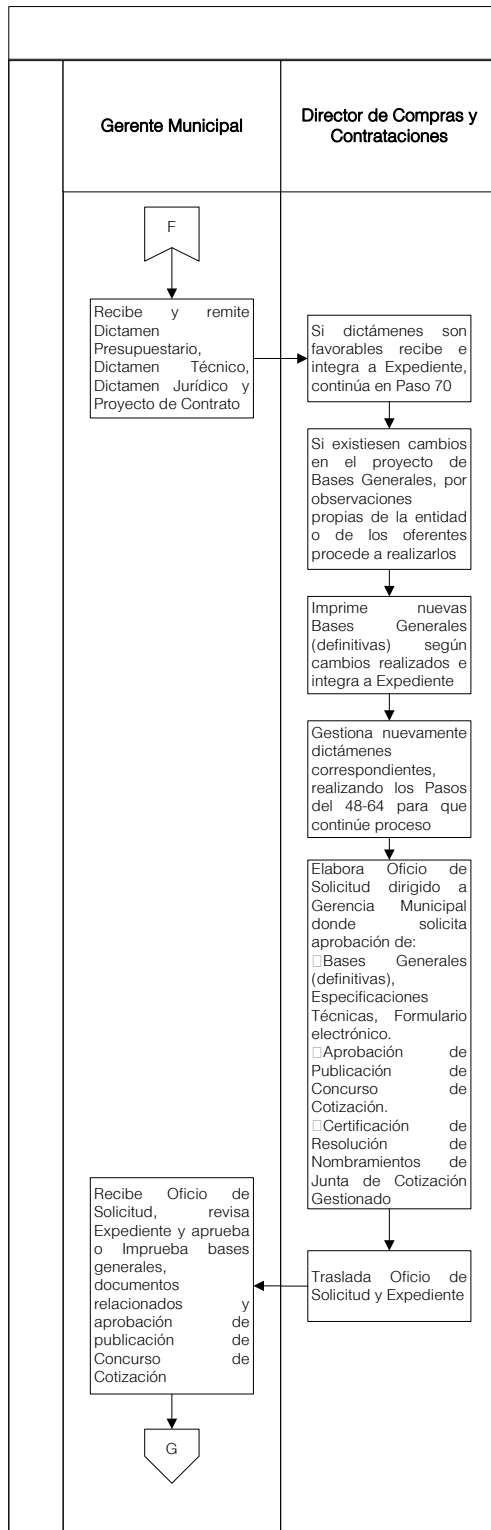 Gerente Municipal
Director de Compras y
Contrataciones
F
Recibe y remite
Dictamen
Presupuestario,
Dictamen Técnico,
Dictamen Jurídico y
Proyecto de Contrato
Si dictámenes son
favorables recibe e
integra a Expediente,
continúa en Paso 70
Si existiesen cambios
en el proyecto de
Bases Generales, por
observaciones
propias de la entidad
o de los oferentes
procede a realizarlos
Imprime nuevas
Bases Generales
(definitivas) según
cambios realizados e
integra a Expediente
Gestiona nuevamente
dictámenes
correspondientes,
realizando los Pasos
del 48-64 para que
continúe proceso
Elabora Oficio de
Solicitud dirigido a
Gerencia Municipal
donde solicita
aprobación de:
Bases Generales
(definitivas),
Especificaciones
Técnicas, Formulario
electrónico.
Aprobación de
Publicación de
Concurso de
Cotización.
Certificación de
Resolución de
Nombramientos de
Junta de Cotización
Gestionado
Traslada Oficio de
Solicitud y Expediente
Recibe Oficio de
Solicitud, revisa
Expediente y aprueba
o Imprueba bases
generales,
documentos
relacionados y
aprobación de
publicación de
Concurso de
Cotización
G